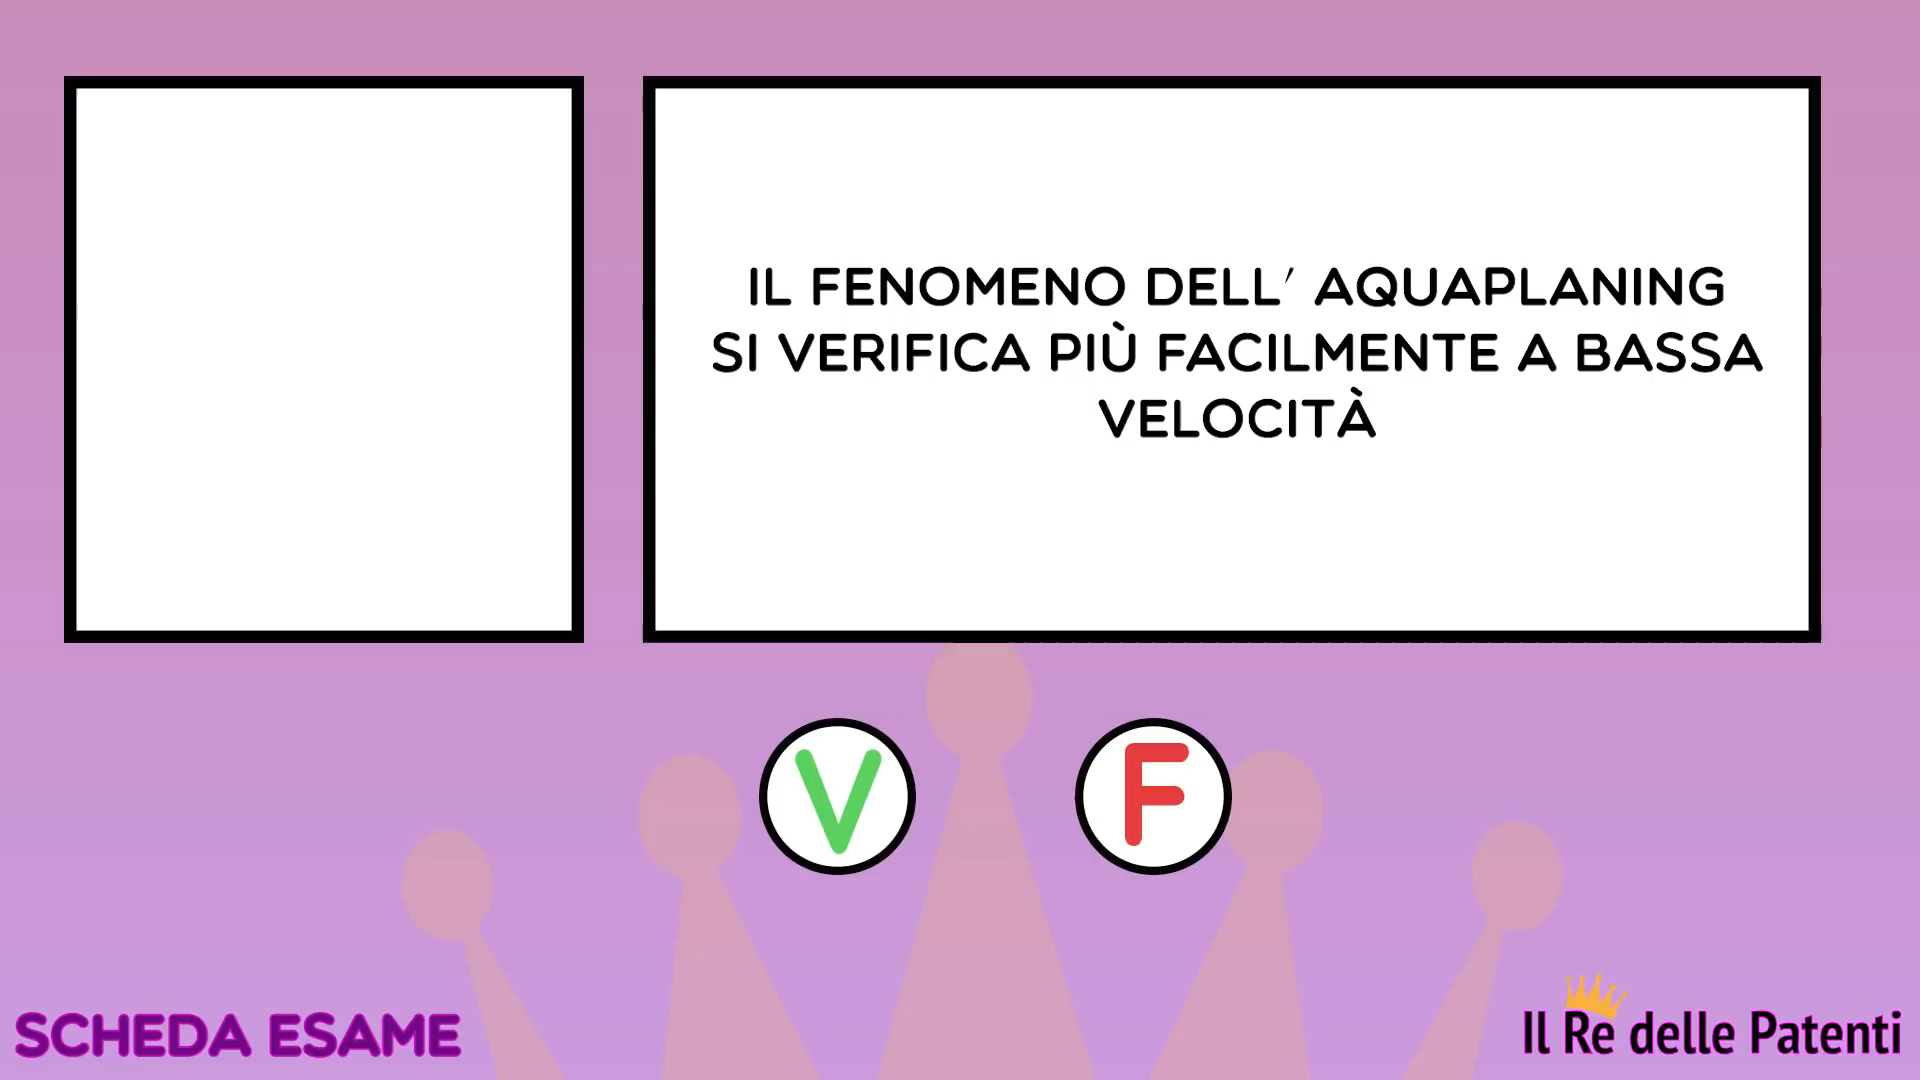 IL FENOMENO DELL' AQUAPLANING
SI VERIFICA PIÙ FACILMENTE A BASSA
VELOCITÀ
V F
SCHEDA ESAME
Il Re delle Patenti